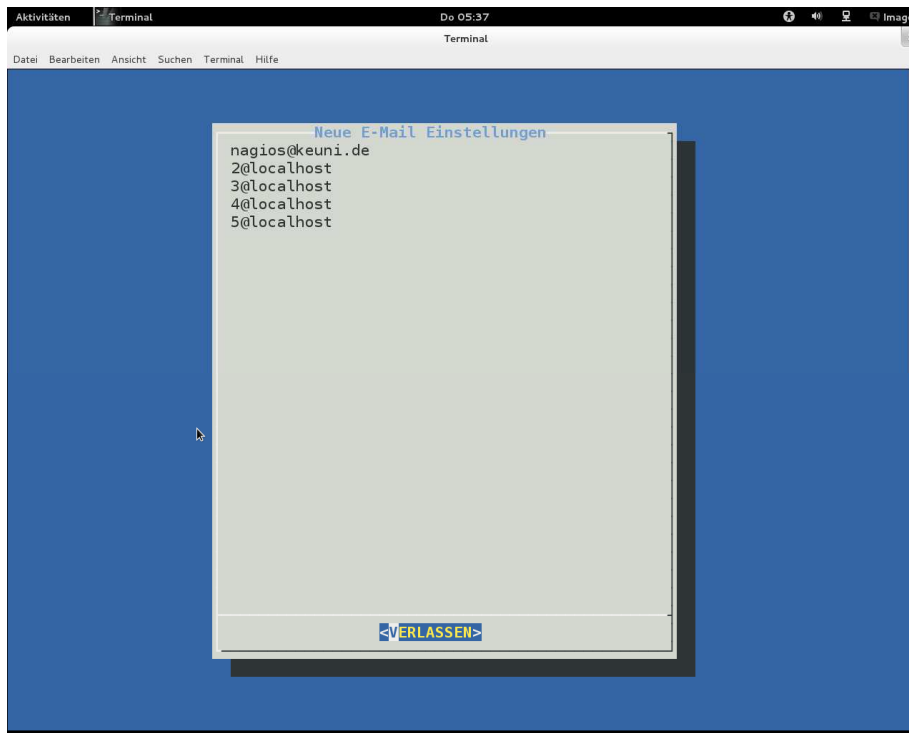 Aktivitäten Terminal Do 05:37
Terminal
Datei Bearbeiten Ansicht Suchen Terminal Hilfe
Neue E-Mail Einstellungen
nagios@keuni.de
2@localhost
3@localhost
4@localhost
5@localhost
<VERLASSEN>